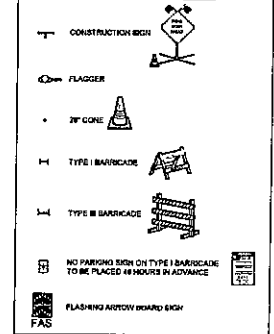 CONSTRUCTION SIGN
FLAGGER
28" CONE
TYPE I BARRICADE
TYPE III BARRICADE
NO PARKING SIGN ON TYPE I BARRICADE
TO BE PLACED 48 HOURS IN ADVANCE
FLASHING ARROW BOARD SIGN
FAS